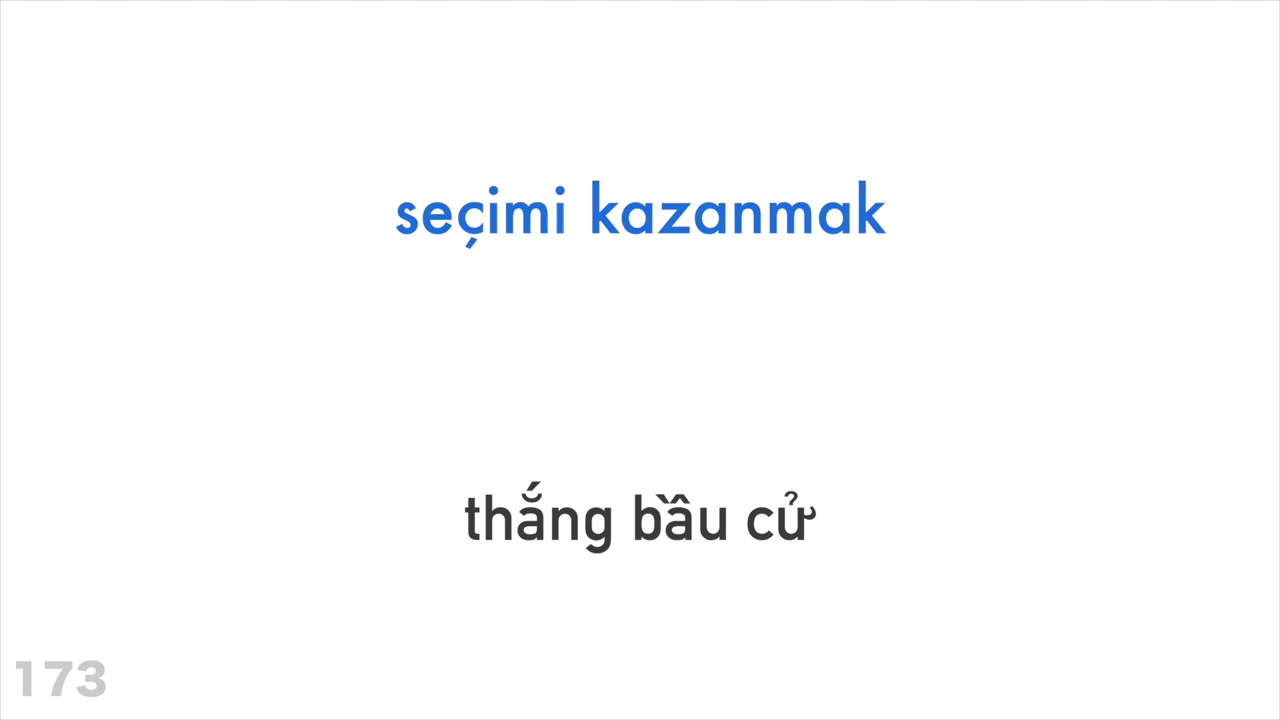 seçimi kazanmak
thắng bầu cử
173